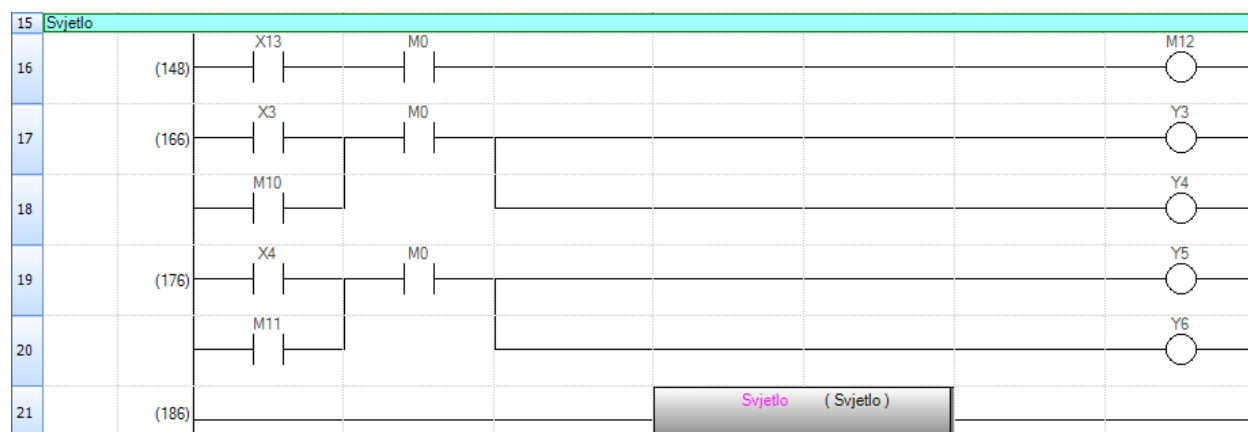 15 Svjetlo
X13 M0 M12
16 (148)
X3 M0 Y3
17 (166)
M10 Y4
18
X4 M0 Y5
19 (176)
M11 Y6
20
21 (186) Svjetlo ( Svjetlo )